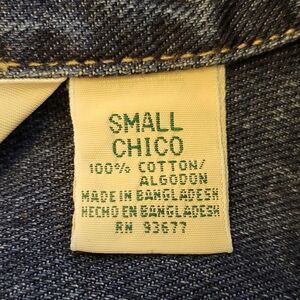 SMALL
CHICO
100% COTTON/
ALGODON
MADE IN BANGLADESH
HECHO EN BANGLADESH
RN 93677